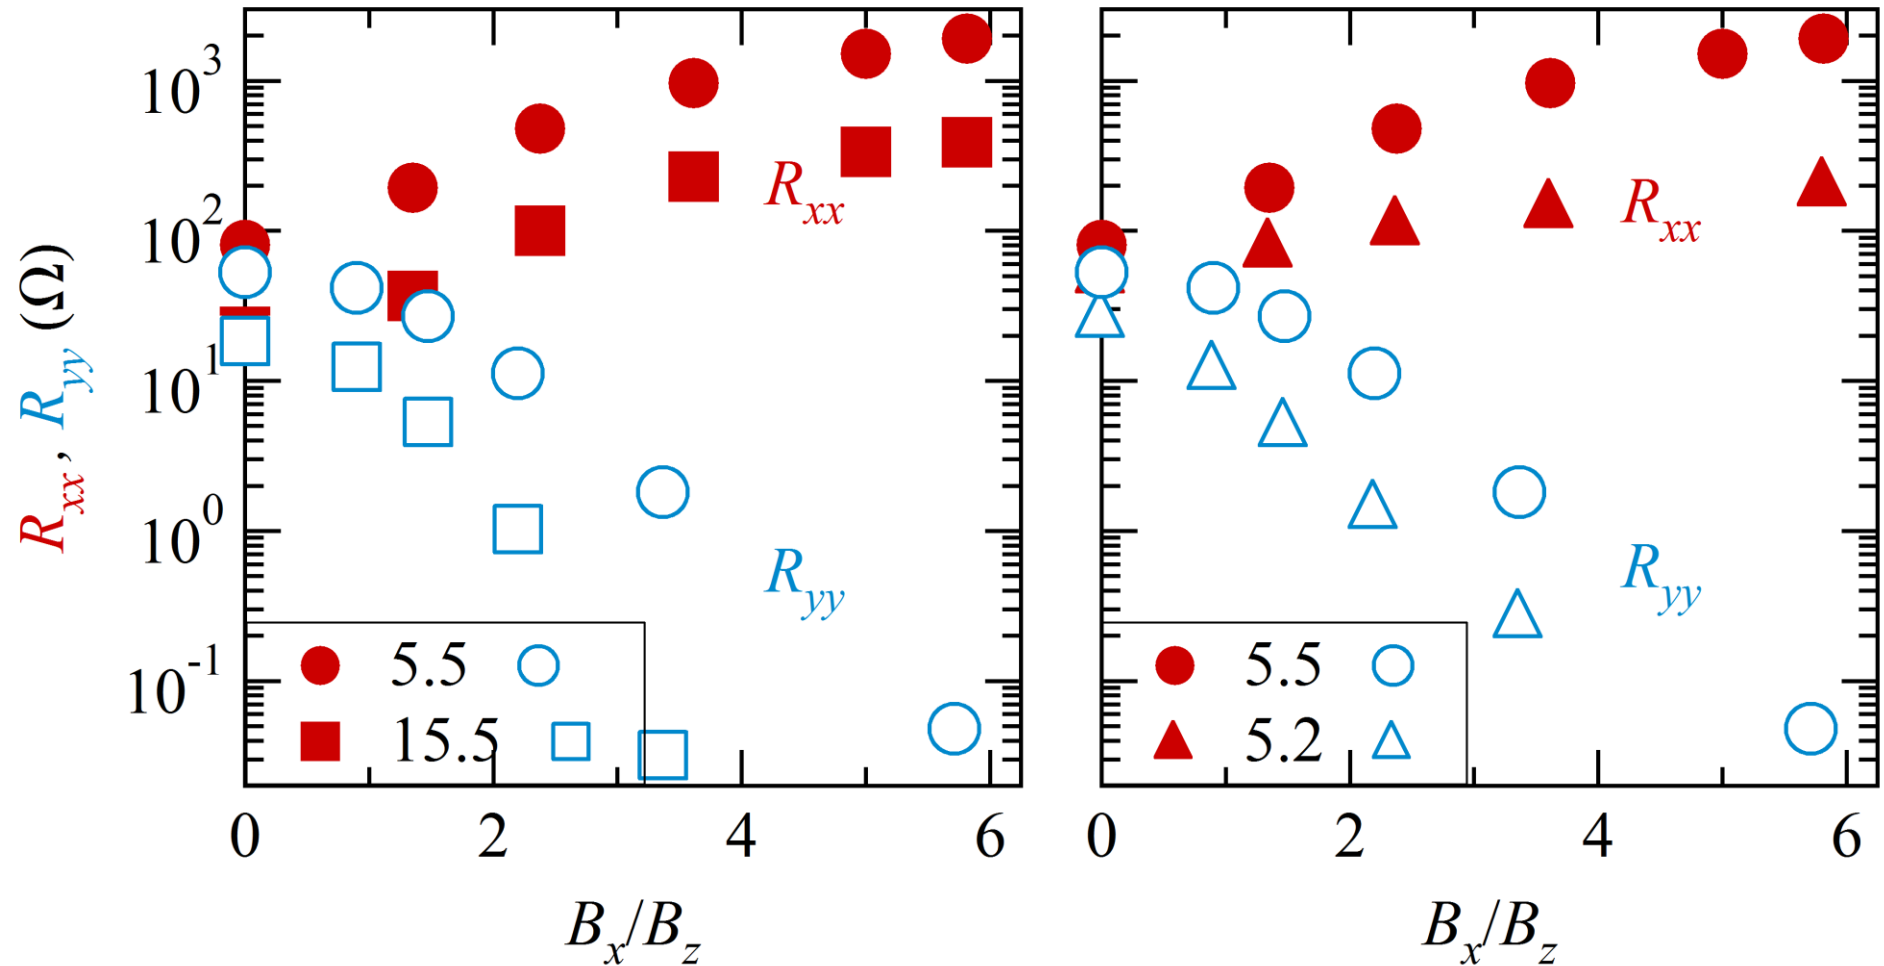 R_xx, R_yy (Ω)
10^3
10^2
10^1
10^0
10^-1
R_xx
R_yy
5.5
15.5
0 2 4 6
B_x/B_z
R_xx
R_yy
5.5
5.2
0 2 4 6
B_x/B_z